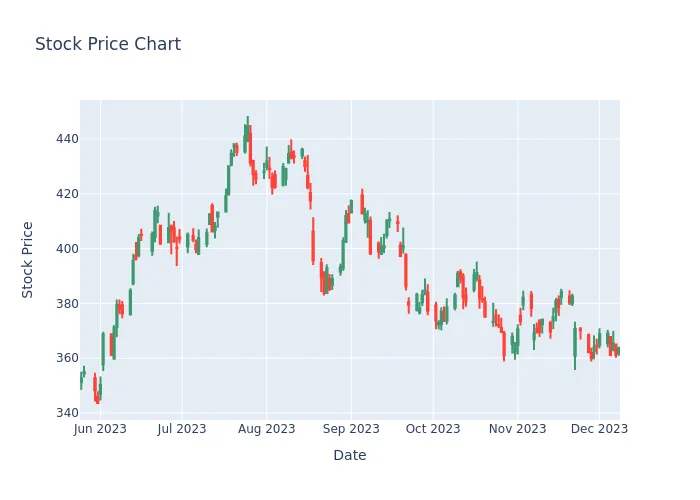 Stock Price Chart
Stock Price
440
420
400
380
360
340
Jun 2023
Jul 2023
Aug 2023
Sep 2023
Oct 2023
Nov 2023
Dec 2023
Date